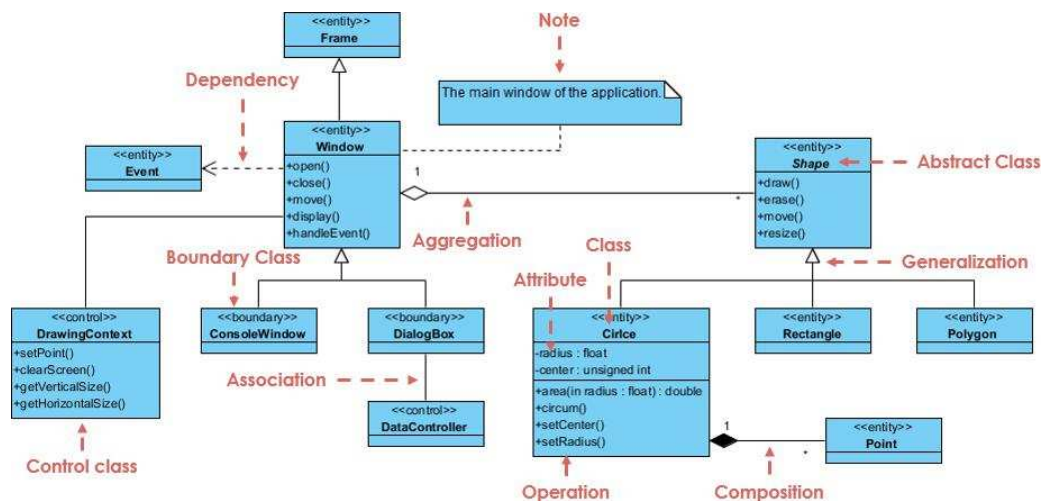 <<entity>>
Frame
Note
Dependency
The main window of the application.
<<entity>>
Window
+open()
+close()
+move()
+display()
+handleEvent()
<<entity>>
Event
<<entity>>
Shape
+draw()
+erase()
+move()
+resize()
Abstract Class
1
*
Aggregation
Class
Boundary Class
Attribute
Generalization
<<control>>
DrawingContext
+setPoint()
+clearScreen()
+getVerticalSize()
+getHorizontalSize()
<<boundary>>
ConsoleWindow
<<boundary>>
DialogBox
<<entity>>
Cirlce
-radius : float
-center : unsigned int
+area(in radius : float) : double
+circum()
+setCenter()
+setRadius()
<<entity>>
Rectangle
<<entity>>
Polygon
Association
<<control>>
DataController
1
*
<<entity>>
Point
Control class
Operation
Composition